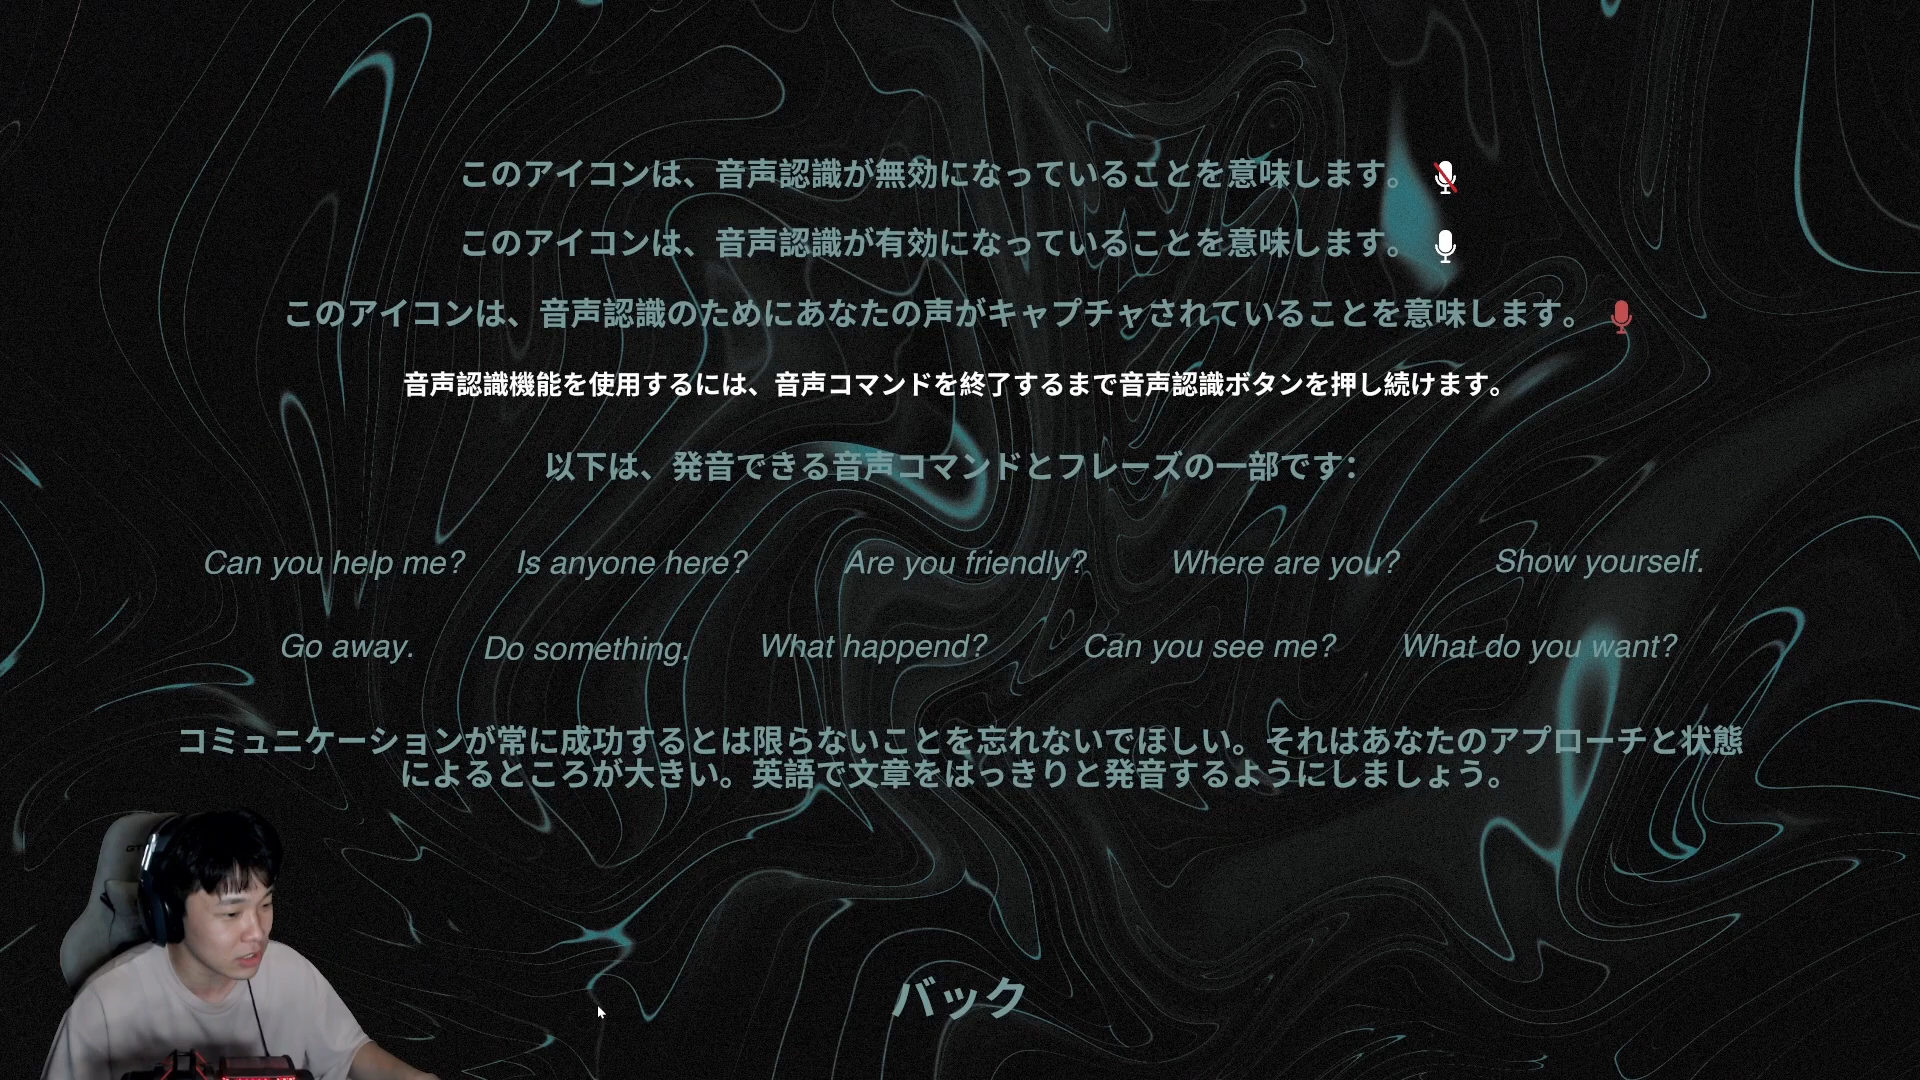 このアイコンは、音声認識が無効になっていることを意味します。
このアイコンは、音声認識が有効になっていることを意味します。
このアイコンは、音声認識のためにあなたの声がキャプチャされていることを意味します。
音声認識機能を使用するには、音声コマンドを終了するまで音声認識ボタンを押し続けます。
以下は、発音できる音声コマンドとフレーズの一部です：
Can you help me? Is anyone here? Are you friendly? Where are you? Show yourself.
Go away. Do something. What happend? Can you see me? What do you want?
コミュニケーションが常に成功するとは限らないことを忘れないでほしい。それはあなたのアプローチと状態
によるところが大きい。英語で文章をはっきりと発音するようにしましょう。
バック